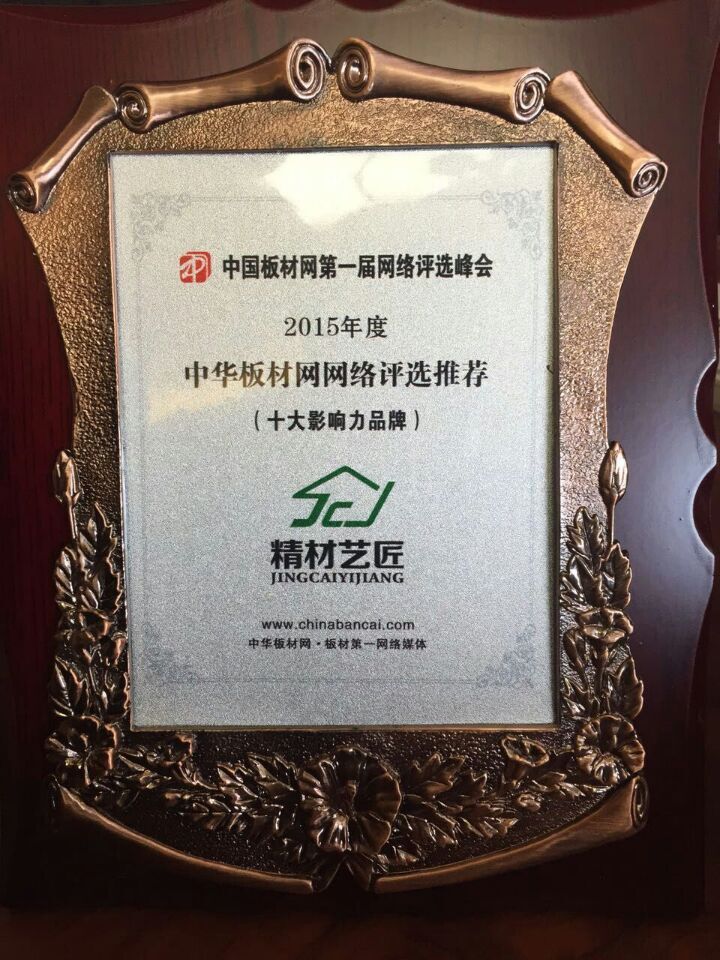 中国板材网第一届网络评选峰会
2015年度
中华板材网网络评选推荐
（十大影响力品牌）
精材艺匠
JINGCAIYIJIANG
www.chinabancai.com
中华板材网·板材第一网络媒体